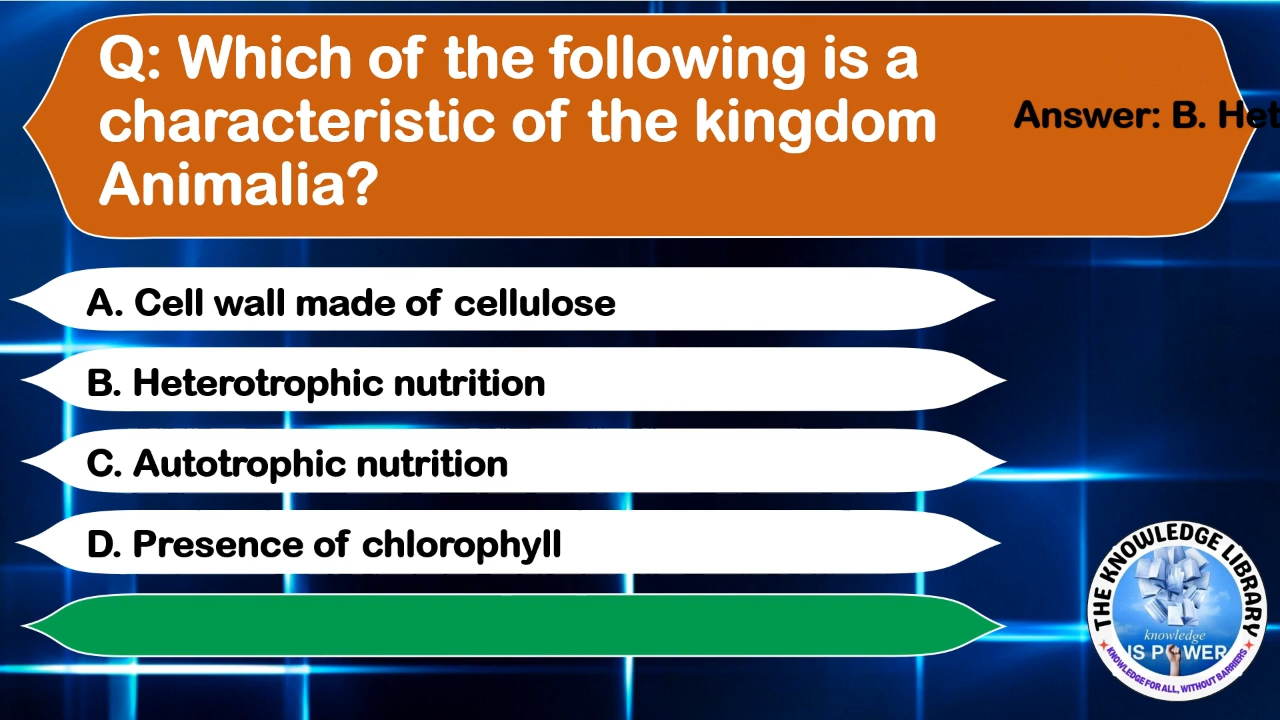 Q: Which of the following is a
characteristic of the kingdom
Animalia?
Answer: B. Het
A. Cell wall made of cellulose
B. Heterotrophic nutrition
C. Autotrophic nutrition
D. Presence of chlorophyll
THE KNOWLEDGE LIBRARY
knowledge
IS POWER
KNOWLEDGE FOR ALL, WITHOUT BARRIERS